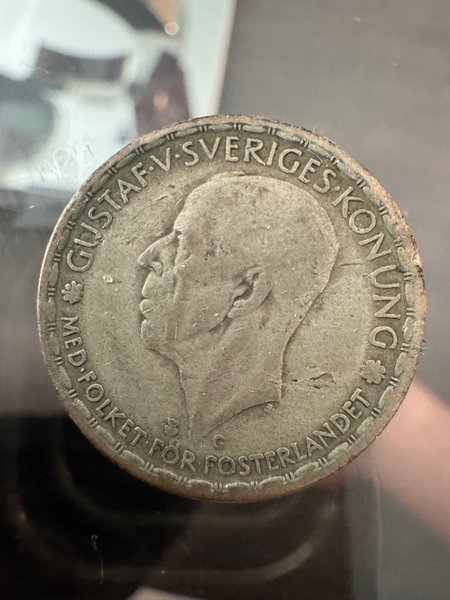 GUSTAF·V·SVERIGES·KONUNG
MED·FOLKET FÖR FOSTERLANDET
G